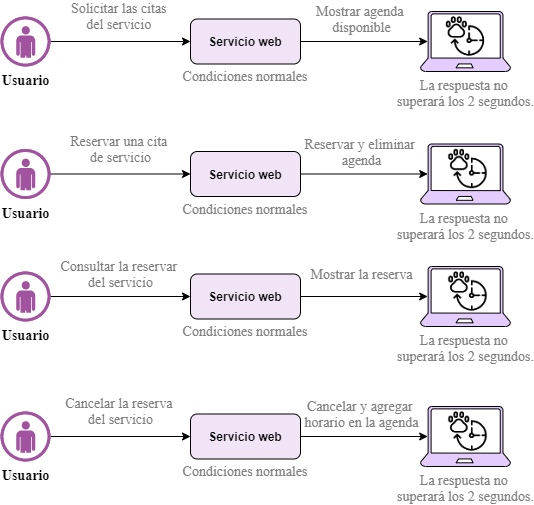 Solicitar las citas
del servicio
Mostrar agenda
disponible
Servicio web
Usuario
Condiciones normales
La respuesta no
superará los 2 segundos.
Reservar una cita
de servicio
Reservar y eliminar
agenda
Servicio web
Usuario
Condiciones normales
La respuesta no
superará los 2 segundos.
Consultar la reservar
del servicio
Mostrar la reserva
Servicio web
Usuario
Condiciones normales
La respuesta no
superará los 2 segundos.
Cancelar la reserva
del servicio
Cancelar y agregar
horario en la agenda
Servicio web
Usuario
Condiciones normales
La respuesta no
superará los 2 segundos.